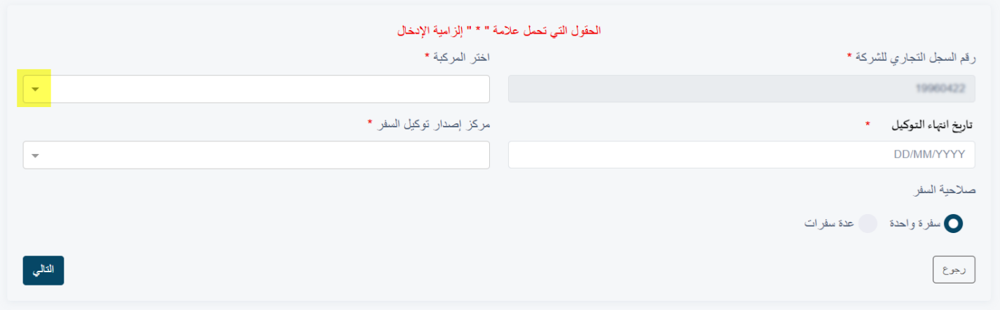 الحقول التي تحمل علامة " * " إلزامية الإدخال
رقم السجل التجاري للشركة *
اختر المركبة *
19960422
تاريخ انتهاء التوكيل *
مركز إصدار توكيل السفر *
DD/MM/YYYY
صلاحية السفر
سفرة واحدة
عدة سفرات
رجوع
التالي